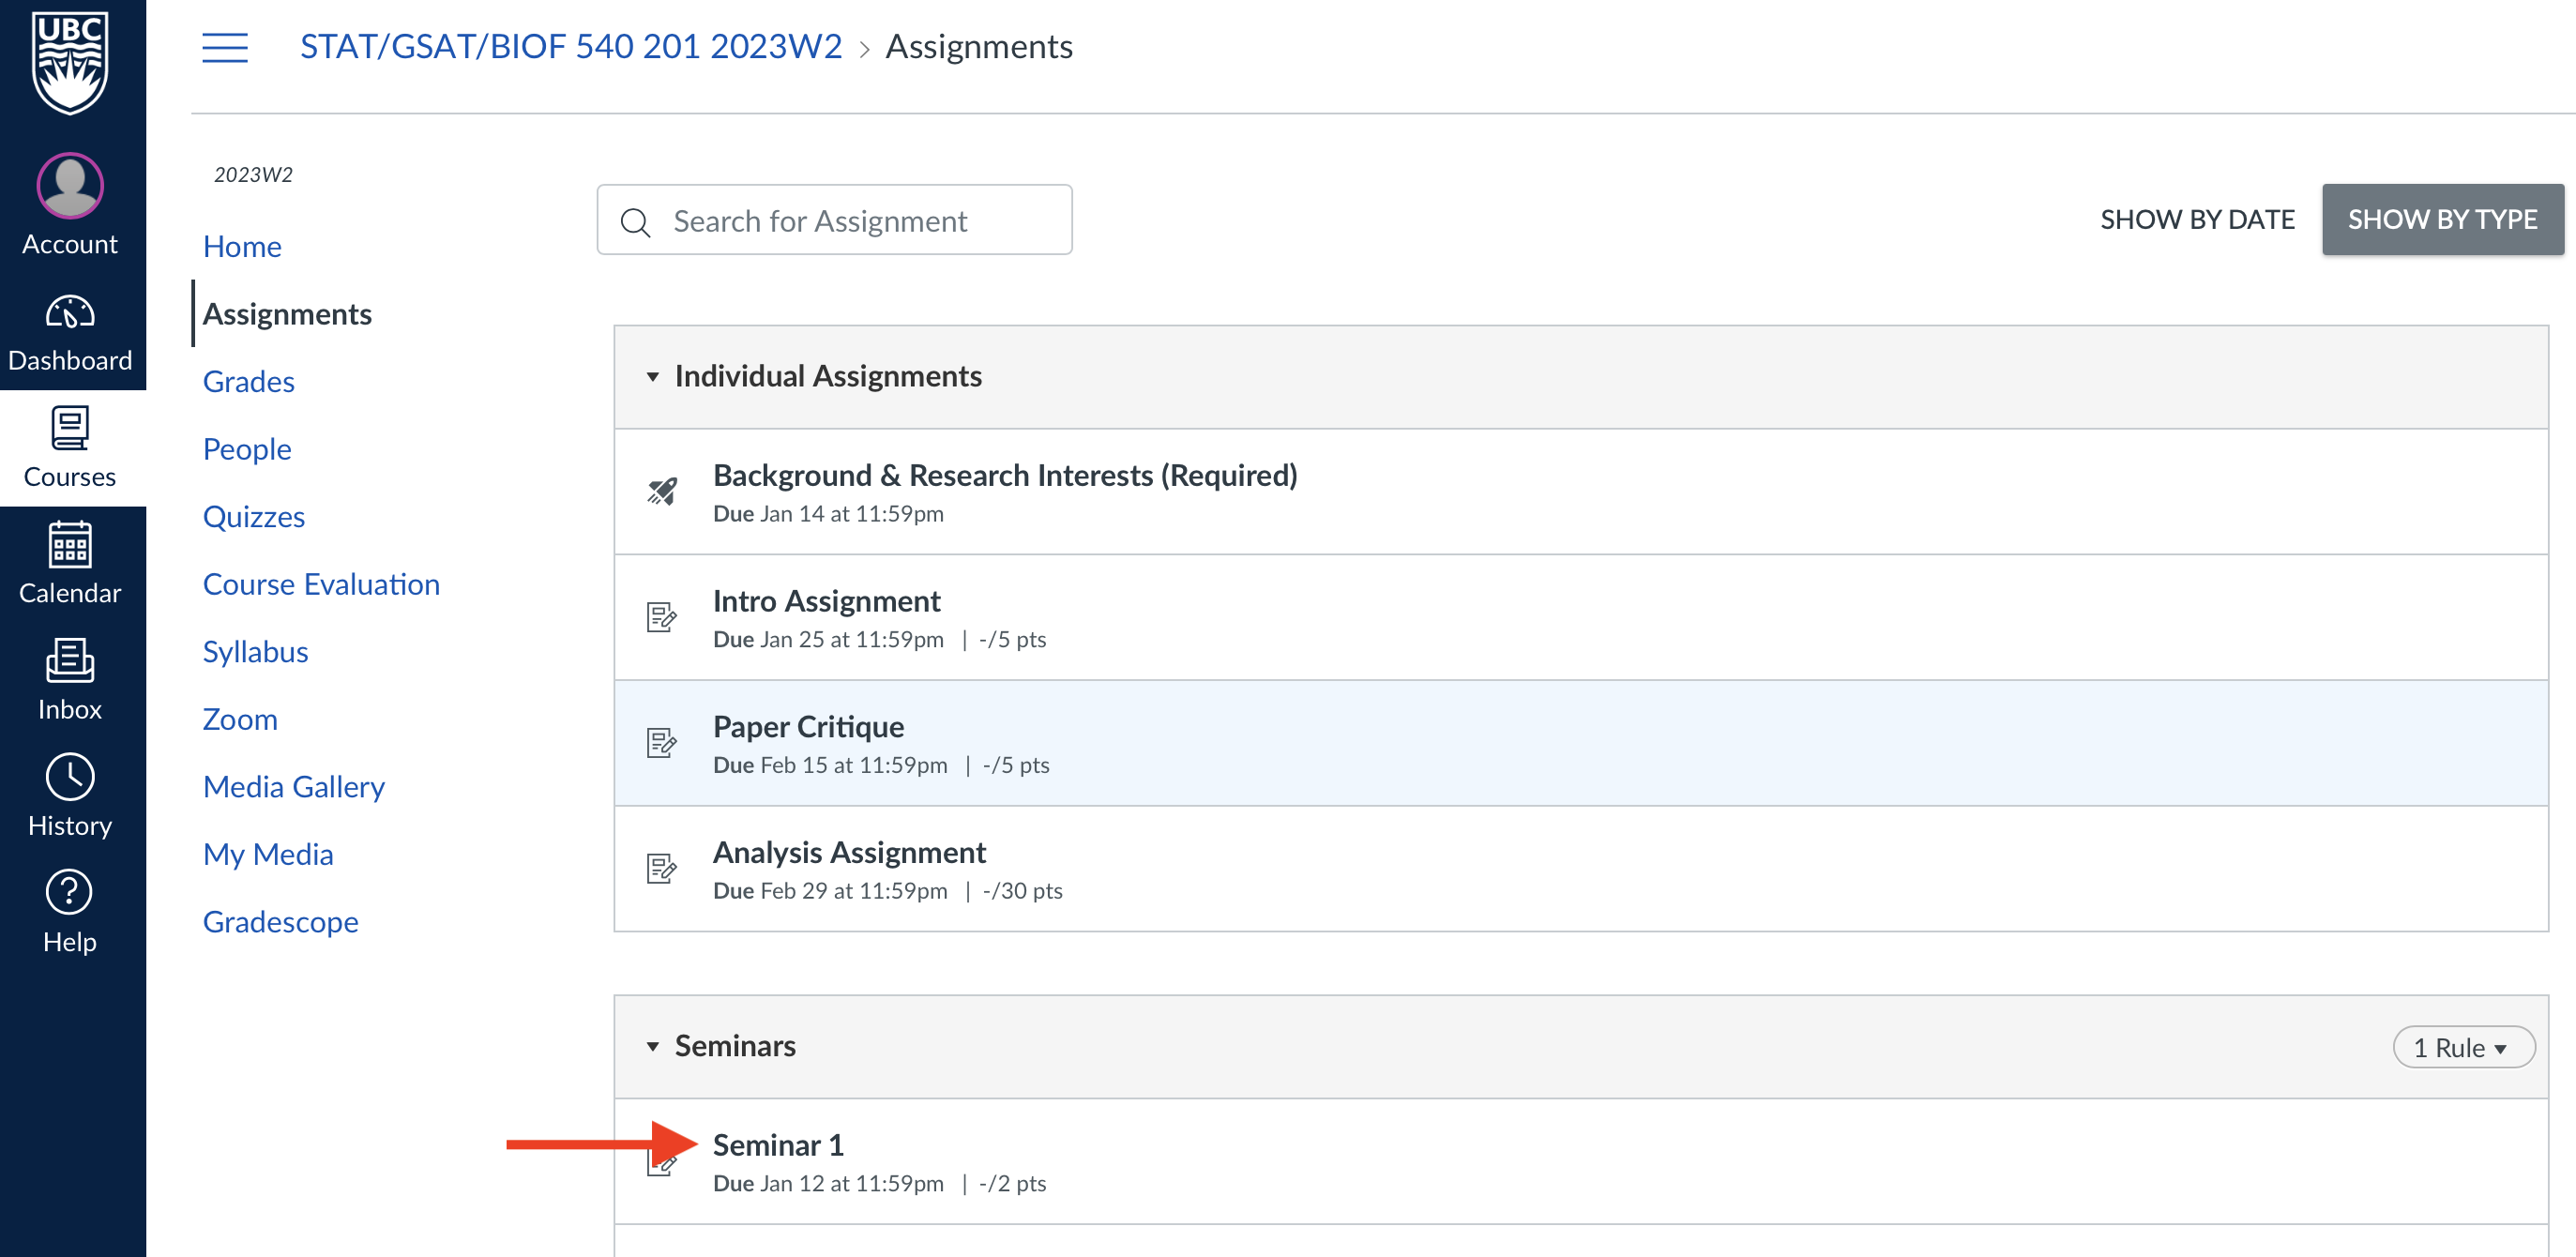 UBC
STAT/GSAT/BIOF 540 201 2023W2 > Assignments
Account
Dashboard
Courses
Calendar
Inbox
History
Help
2023W2
Home
Assignments
Grades
People
Quizzes
Course Evaluation
Syllabus
Zoom
Media Gallery
My Media
Gradescope
Search for Assignment
SHOW BY DATE
SHOW BY TYPE
Individual Assignments
Background & Research Interests (Required)
Due Jan 14 at 11:59pm
Intro Assignment
Due Jan 25 at 11:59pm | -/5 pts
Paper Critique
Due Feb 15 at 11:59pm | -/5 pts
Analysis Assignment
Due Feb 29 at 11:59pm | -/30 pts
Seminars
1 Rule
Seminar 1
Due Jan 12 at 11:59pm | -/2 pts